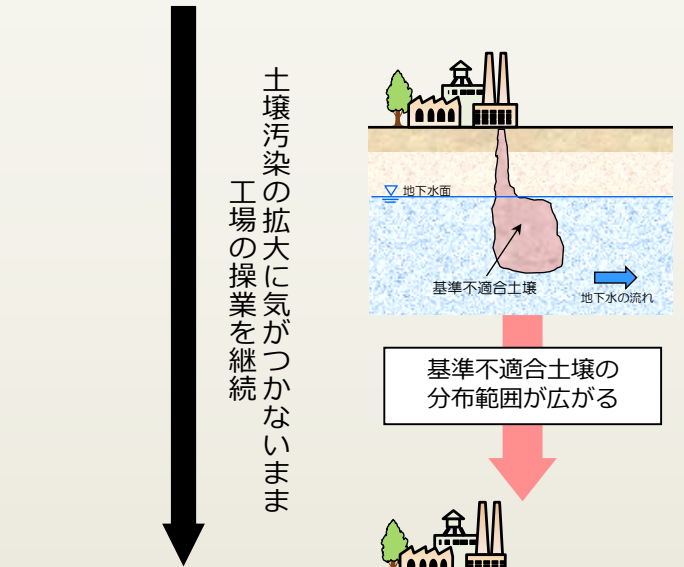 土壌汚染の拡大に気がつかないまま
工場の操業を継続
地下水面
基準不適合土壌
地下水の流れ
基準不適合土壌の
分布範囲が広がる